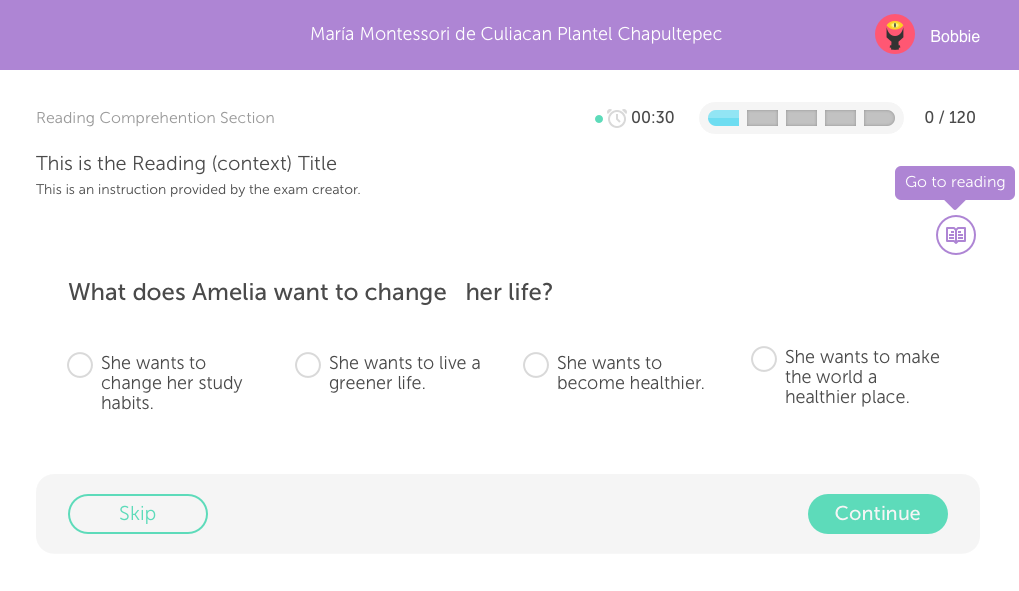 María Montessori de Culiacan Plantel Chapultepec
Bobbie
Reading Comprehention Section
00:30
0 / 120
This is the Reading (context) Title
This is an instruction provided by the exam creator.
Go to reading
What does Amelia want to change   her life?
She wants to
change her study
habits.
She wants to live a
greener life.
She wants to
become healthier.
She wants to make
the world a
healthier place.
Skip
Continue